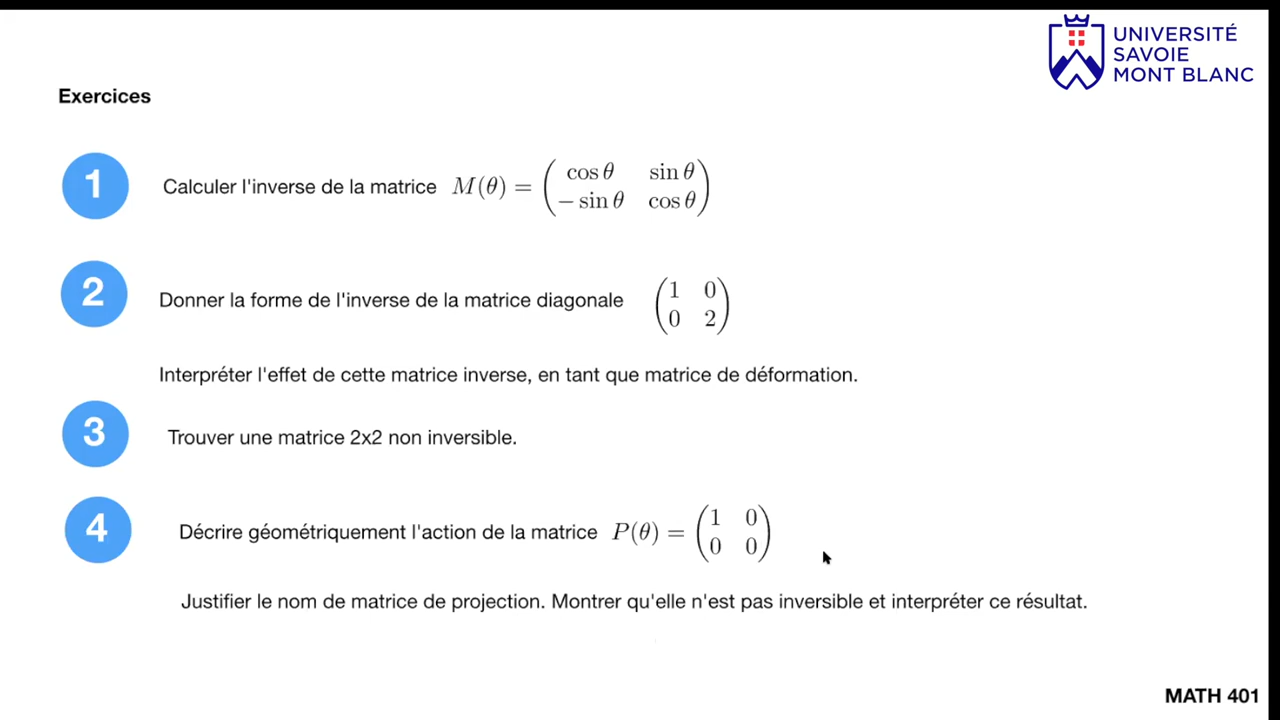 UNIVERSITÉ
SAVOIE
MONT BLANC
Exercices
1 Calculer l'inverse de la matrice M(θ) = (cos θ sin θ
− sin θ cos θ)
2 Donner la forme de l'inverse de la matrice diagonale (1 0
0 2)
Interpréter l'effet de cette matrice inverse, en tant que matrice de déformation.
3 Trouver une matrice 2x2 non inversible.
4 Décrire géométriquement l'action de la matrice P(θ) = (1 0
0 0)
Justifier le nom de matrice de projection. Montrer qu'elle n'est pas inversible et interpréter ce résultat.
MATH 401